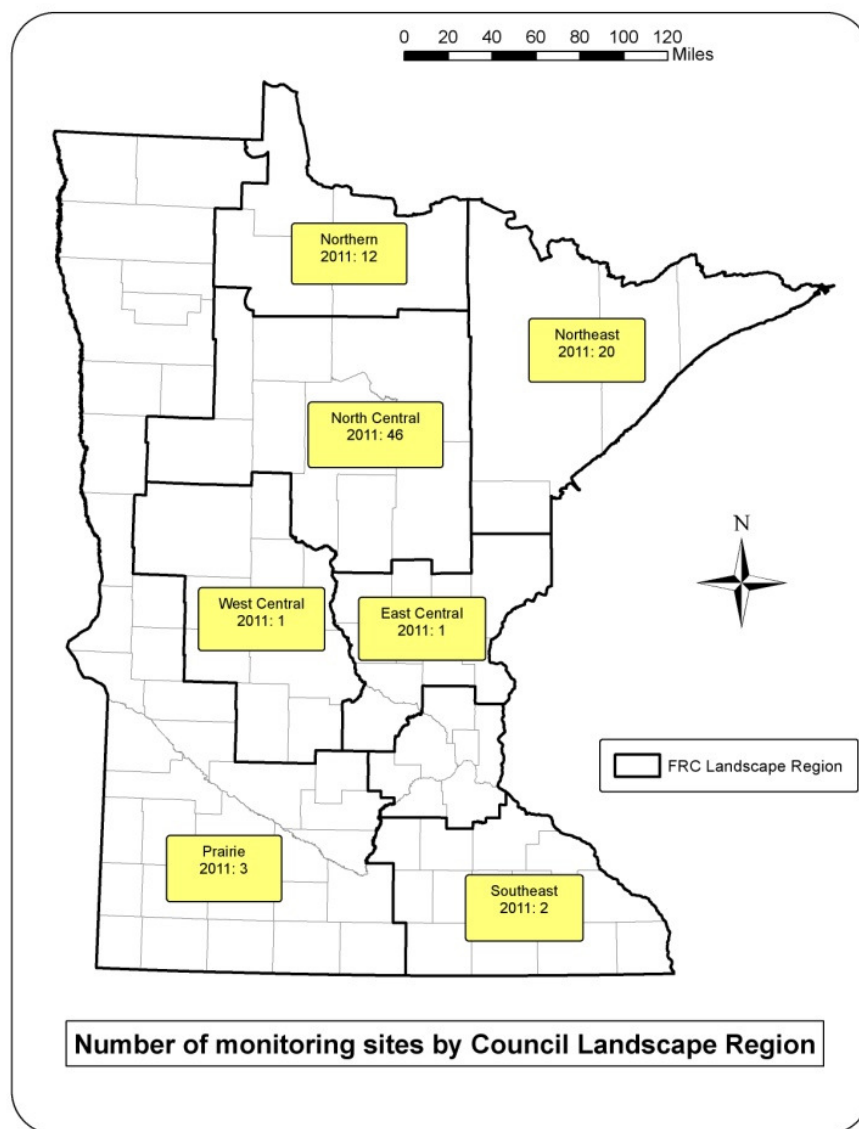 0 20 40 60 80 100 120
Miles
Northern
2011: 12
Northeast
2011: 20
North Central
2011: 46
N
West Central
2011: 1
East Central
2011: 1
FRC Landscape Region
Prairie
2011: 3
Southeast
2011: 2
Number of monitoring sites by Council Landscape Region